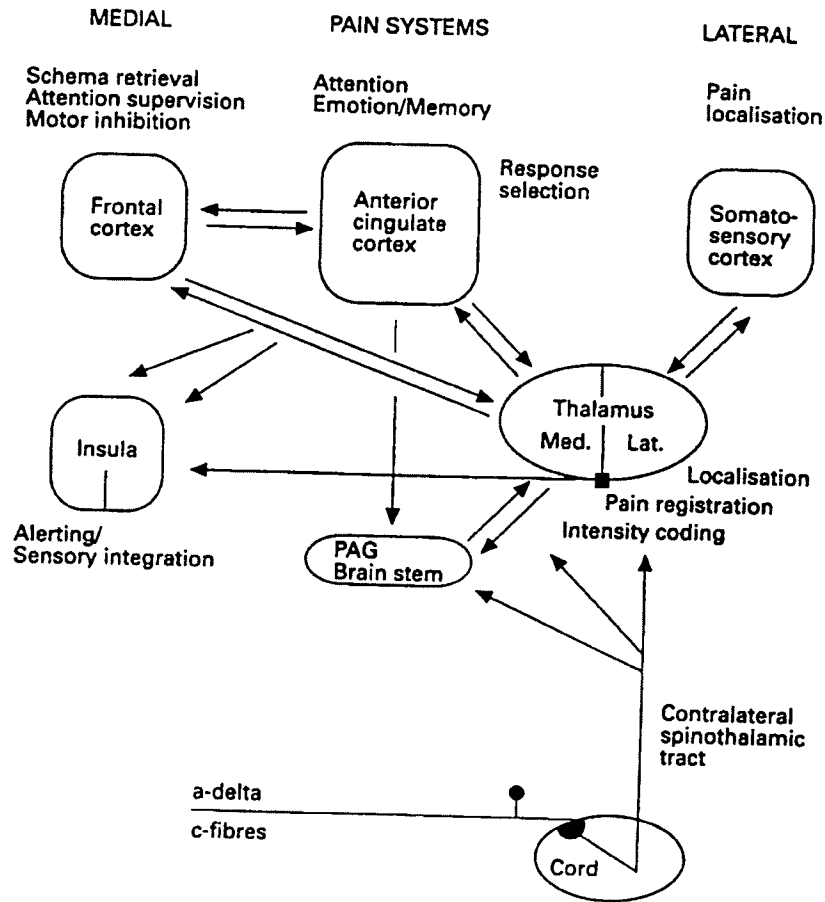 MEDIAL
PAIN SYSTEMS
LATERAL
Schema retrieval
Attention supervision
Motor inhibition
Attention
Emotion/Memory
Pain
localisation
Response
selection
Frontal
cortex
Anterior
cingulate
cortex
Somato-
sensory
cortex
Thalamus
Med. Lat.
Insula
Localisation
Pain registration
Intensity coding
Alerting/
Sensory integration
PAG
Brain stem
Contralateral
spinothalamic
tract
a-delta
c-fibres
Cord